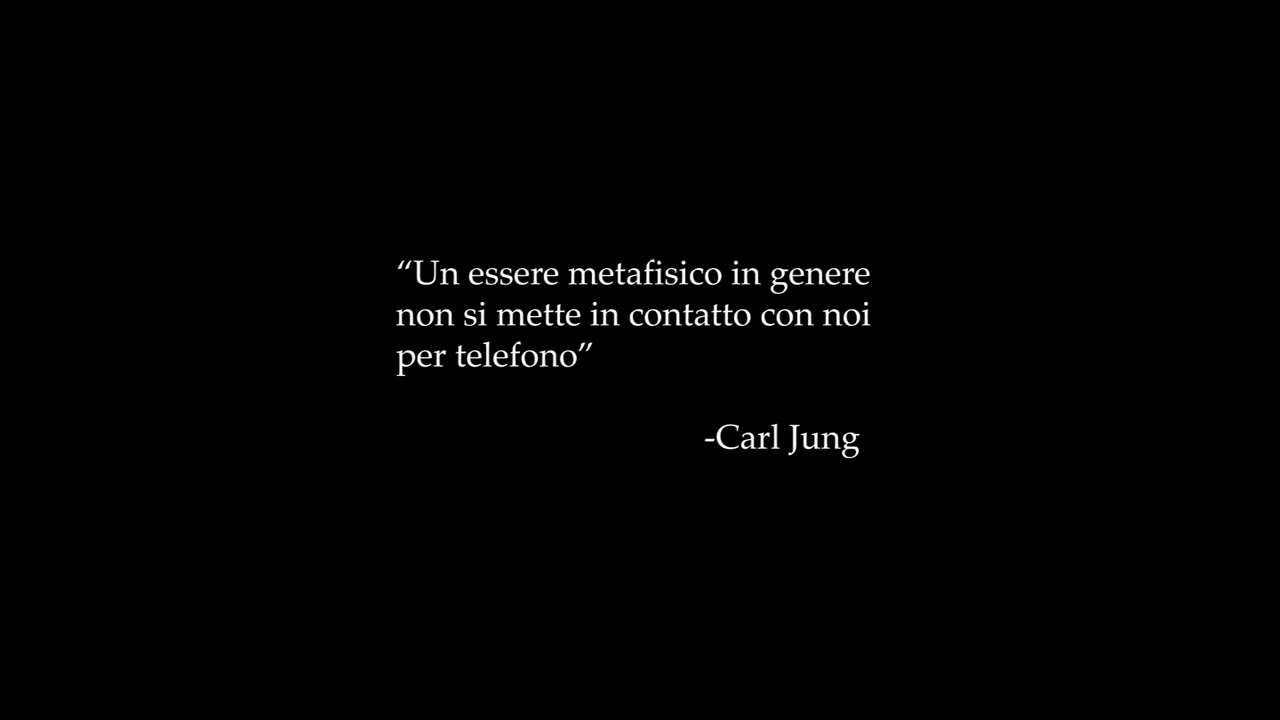 “Un essere metafisico in genere
non si mette in contatto con noi
per telefono”
-Carl Jung